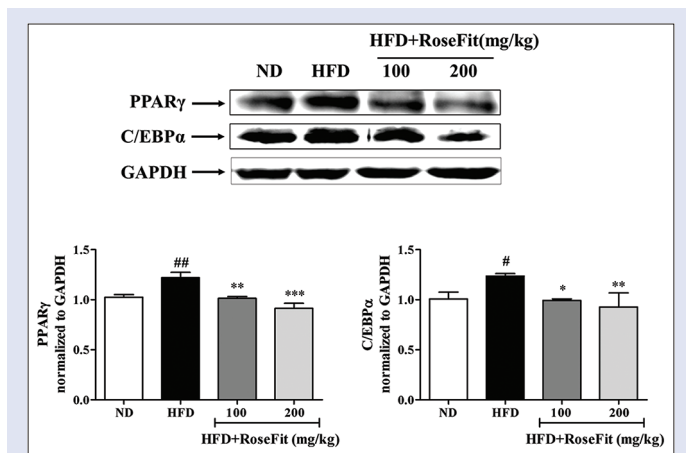 HFD+RoseFit(mg/kg)
ND HFD 100 200
PPARγ
C/EBPα
GAPDH
PPARγ
normalized to GAPDH
1.5
1.0
0.5
0.0
##
**
***
ND HFD 100 200
HFD+RoseFit (mg/kg)
C/EBPα
normalized to GAPDH
1.5
1.0
0.5
0.0
#
*
**
ND HFD 100 200
HFD+RoseFit (mg/kg)